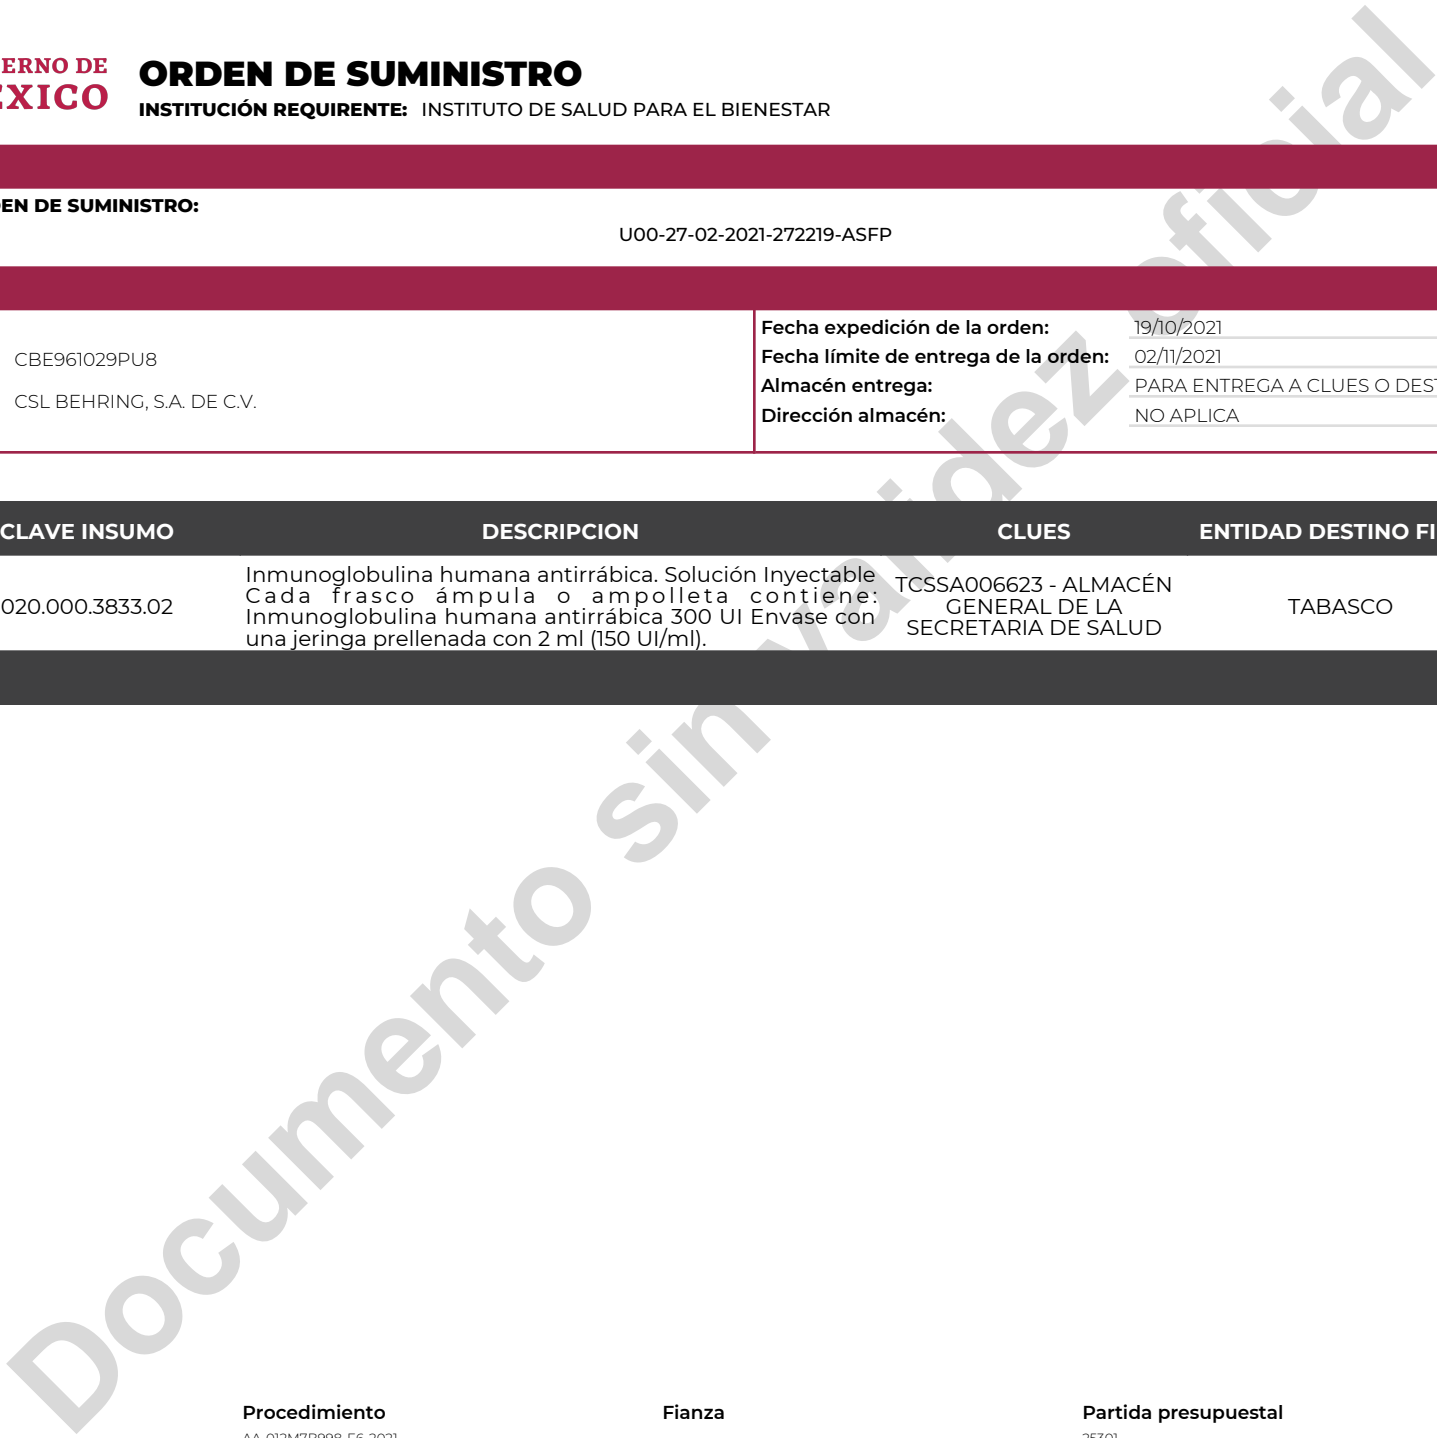 ERNO DE
ÉXICO
ORDEN DE SUMINISTRO
INSTITUCIÓN REQUIRENTE: INSTITUTO DE SALUD PARA EL BIENESTAR
EN DE SUMINISTRO:
U00-27-02-2021-272219-ASFP
CBE961029PU8
CSL BEHRING, S.A. DE C.V.
Fecha expedición de la orden: 19/10/2021
Fecha límite de entrega de la orden: 02/11/2021
Almacén entrega: PARA ENTREGA A CLUES O DEST
Dirección almacén: NO APLICA
CLAVE INSUMO DESCRIPCION CLUES ENTIDAD DESTINO FI
020.000.3833.02
Inmunoglobulina humana antirrábica. Solución Inyectable
Cada frasco ámpula o ampolleta contiene:
Inmunoglobulina humana antirrábica 300 UI Envase con
una jeringa prellenada con 2 ml (150 UI/ml).
TCSSA006623 - ALMACÉN
GENERAL DE LA
SECRETARIA DE SALUD
TABASCO
Documento sin validez oficial
Procedimiento Fianza Partida presupuestal